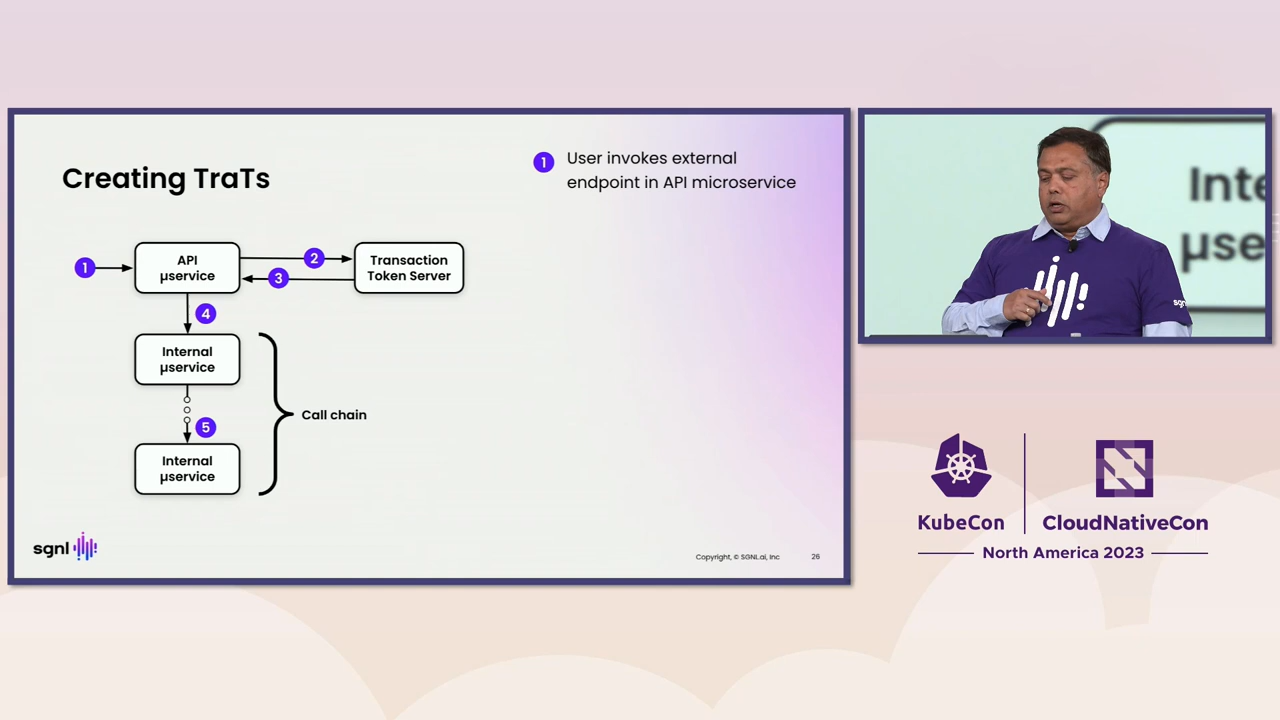 Creating TraTs
1 User invokes external
endpoint in API microservice
1
API
µservice
2
3
Transaction
Token Server
4
Internal
µservice
5
Call chain
Internal
µservice
sgnl
Copyright, © SGNL.ai, Inc
26
Inte
µse
sgnl
KubeCon
CloudNativeCon
North America 2023